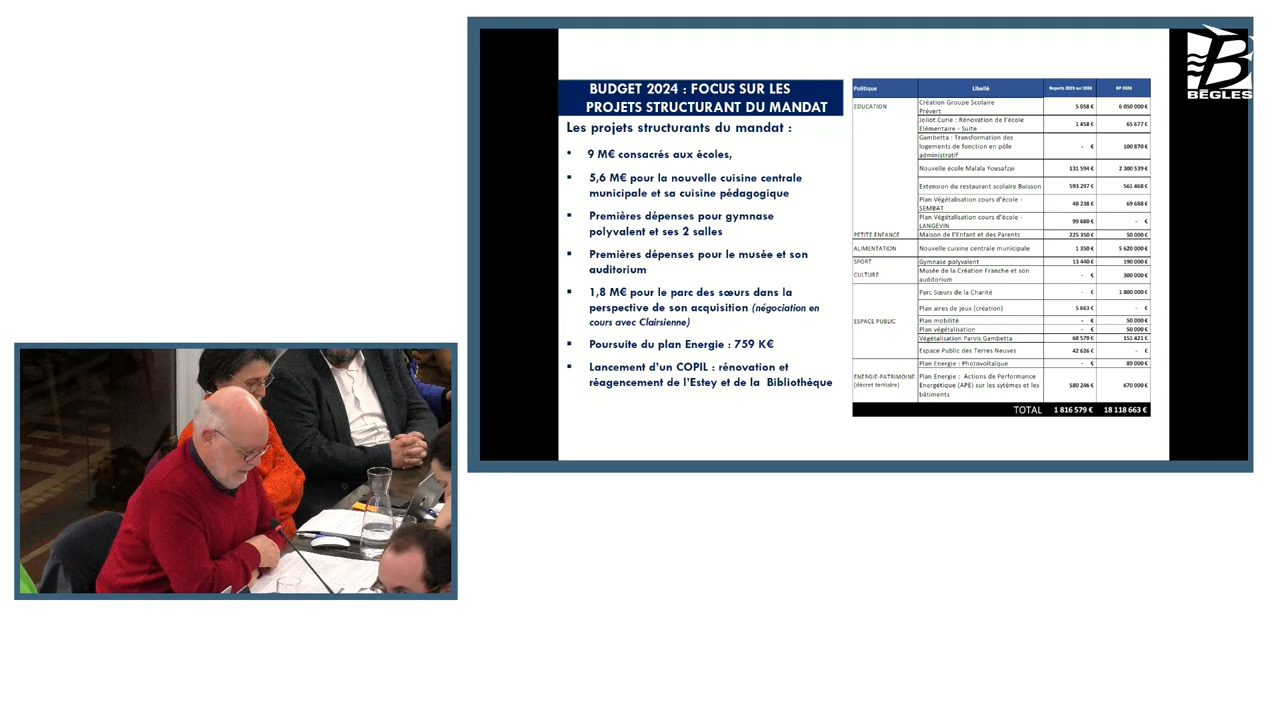 BÈGLES
BUDGET 2024 : FOCUS SUR LES
PROJETS STRUCTURANT DU MANDAT
Les projets structurants du mandat :
• 9 M€ consacrés aux écoles,
▪ 5,6 M€ pour la nouvelle cuisine centrale
municipale et sa cuisine pédagogique
▪ Premières dépenses pour gymnase
polyvalent et ses 2 salles
▪ Premières dépenses pour le musée et son
auditorium
▪ 1,8 M€ pour le parc des sœurs dans la
perspective de son acquisition (négociation en
cours avec Clairsienne)
▪ Poursuite du plan Energie : 759 K€
▪ Lancement d'un COPIL : rénovation et
réagencement de l'Estey et de la Bibliothèque
Politique Libellé Reports 2023 sur 2024 BP 2024
EDUCATION Création Groupe Scolaire
Prévert 5 058 € 6 050 000 €
Joliot Curie : Rénovation de l'école
Elémentaire - Suite 1 458 € 65 677 €
Gambetta : Transformation des
logements de fonction en pôle
administratif - € 100 870 €
Nouvelle école Malala Yousafzai 131 594 € 2 300 539 €
Extension du restaurant scolaire Buisson 593 297 € 561 468 €
Plan Végétalisation cours d'école -
SEMBAT 48 238 € 69 688 €
Plan Végétalisation cours d'école -
LANGEVIN 99 680 € - €
PETITE ENFANCE Maison de l'Enfant et des Parents 225 350 € 50 000 €
ALIMENTATION Nouvelle cuisine centrale municipale 1 350 € 5 620 000 €
SPORT Gymnase polyvalent 13 440 € 190 000 €
CULTURE Musée de la Création Franche et son
auditorium - € 300 000 €
Parc Sœurs de la Charité - € 1 800 000 €
Plan aires de jeux (création) 5 663 € - €
ESPACE PUBLIC Plan mobilité - € 50 000 €
Plan végétalisation - € 50 000 €
Végétalisation Parvis Gambetta 68 579 € 151 421 €
Espace Public des Terres Neuves 42 626 € - €
Plan Energie : Photovoltaïque - € 89 000 €
ENERGIE-PATRIMOINE
(décret tertiaire) Plan Energie : Actions de Performance
Energétique (APE) sur les sytèmes et les
bâtiments 580 246 € 670 000 €
TOTAL 1 816 579 € 18 118 663 €